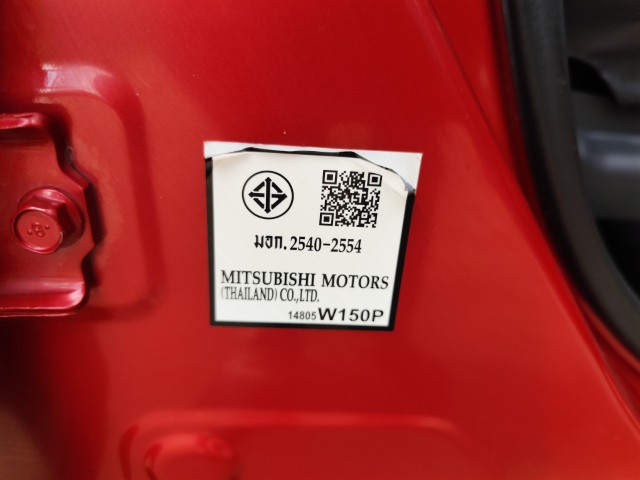 มอก.2540-2554
MITSUBISHI MOTORS
(THAILAND) CO.,LTD.
14805 W150P